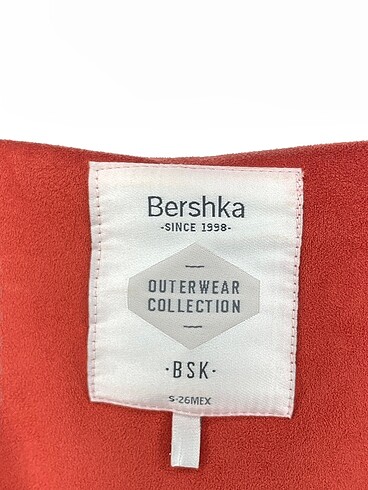 Bershka
-SINCE 1998-
OUTERWEAR
COLLECTION
·BSK·
S-26MEX